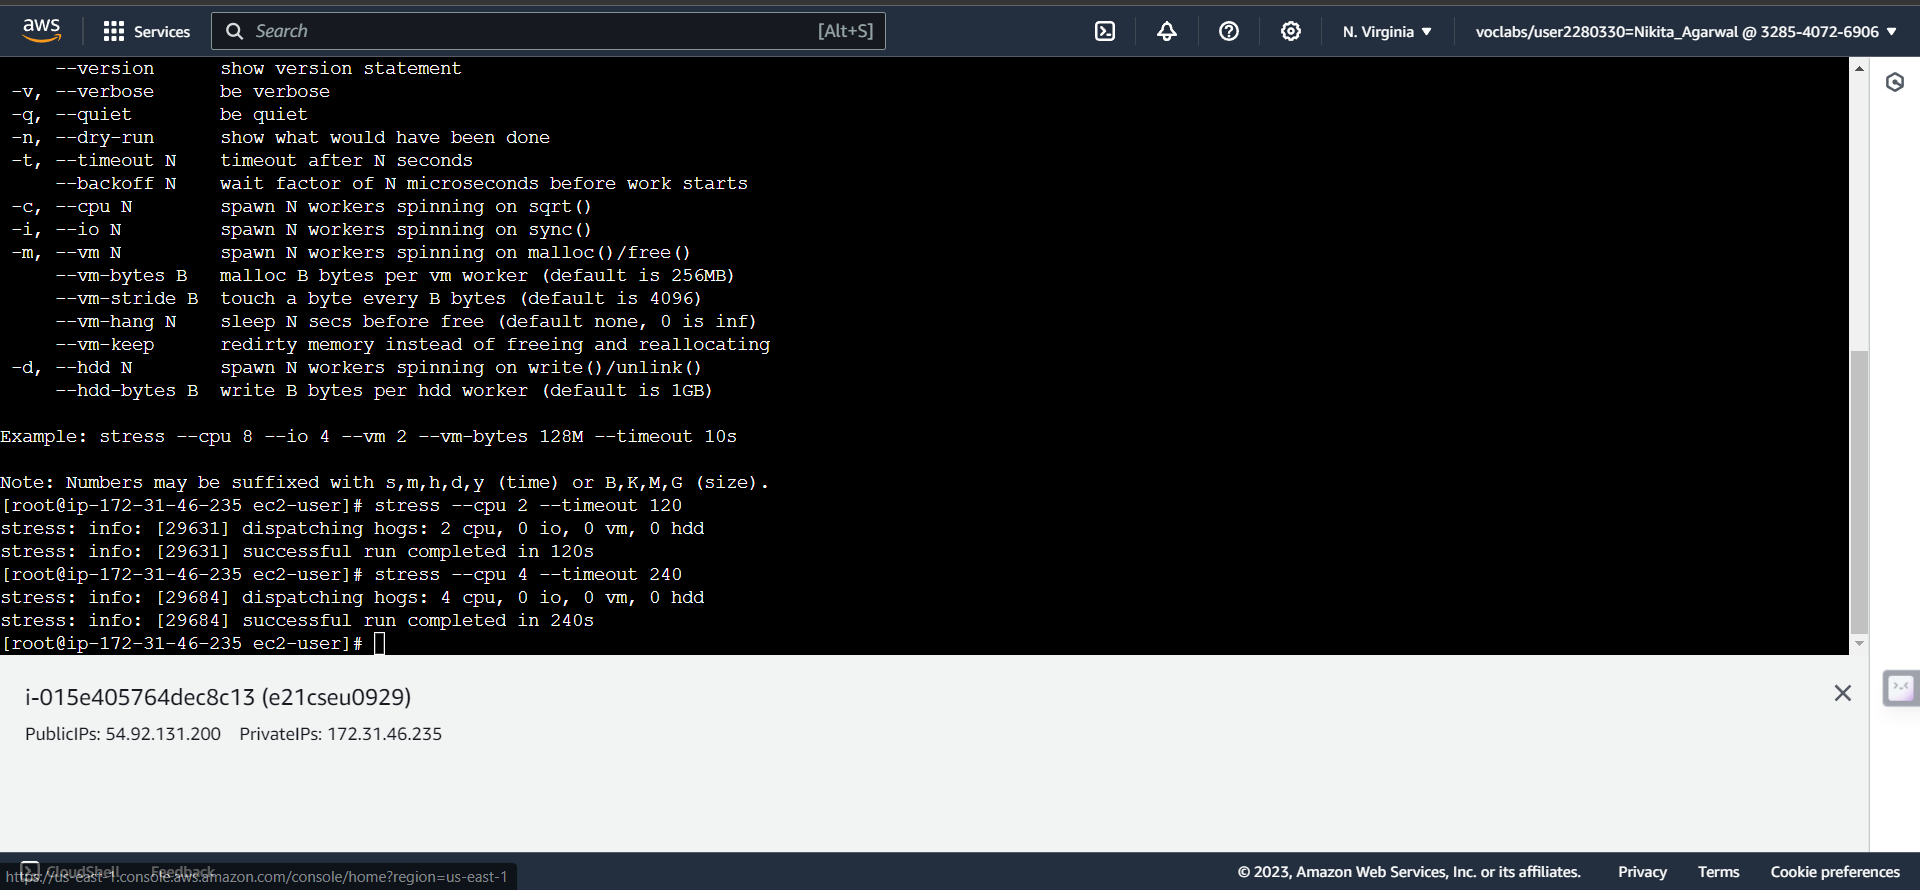 aws
Services
Search
[Alt+S]
N. Virginia ▼
voclabs/user2280330=Nikita_Agarwal @ 3285-4072-6906 ▼
--version      show version statement
-v, --verbose      be verbose
-q, --quiet        be quiet
-n, --dry-run      show what would have been done
-t, --timeout N    timeout after N seconds
--backoff N    wait factor of N microseconds before work starts
-c, --cpu N        spawn N workers spinning on sqrt()
-i, --io N         spawn N workers spinning on sync()
-m, --vm N         spawn N workers spinning on malloc()/free()
--vm-bytes B   malloc B bytes per vm worker (default is 256MB)
--vm-stride B  touch a byte every B bytes (default is 4096)
--vm-hang N    sleep N secs before free (default none, 0 is inf)
--vm-keep      redirty memory instead of freeing and reallocating
-d, --hdd N        spawn N workers spinning on write()/unlink()
--hdd-bytes B  write B bytes per hdd worker (default is 1GB)
Example: stress --cpu 8 --io 4 --vm 2 --vm-bytes 128M --timeout 10s
Note: Numbers may be suffixed with s,m,h,d,y (time) or B,K,M,G (size).
[root@ip-172-31-46-235 ec2-user]# stress --cpu 2 --timeout 120
stress: info: [29631] dispatching hogs: 2 cpu, 0 io, 0 vm, 0 hdd
stress: info: [29631] successful run completed in 120s
[root@ip-172-31-46-235 ec2-user]# stress --cpu 4 --timeout 240
stress: info: [29684] dispatching hogs: 4 cpu, 0 io, 0 vm, 0 hdd
stress: info: [29684] successful run completed in 240s
[root@ip-172-31-46-235 ec2-user]#
i-015e405764dec8c13 (e21cseu0929)
PublicIPs: 54.92.131.200    PrivateIPs: 172.31.46.235
CloudShell    Feedback
https://us-east-1.console.aws.amazon.com/console/home?region=us-east-1
© 2023, Amazon Web Services, Inc. or its affiliates.    Privacy    Terms    Cookie preferences